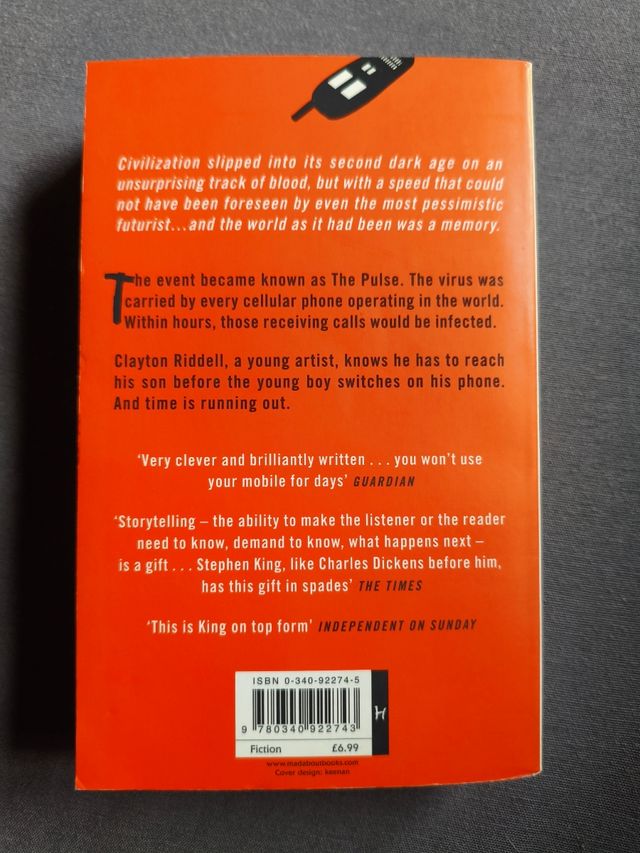 Civilization slipped into its second dark age on an
unsurprising track of blood, but with a speed that could
not have been foreseen by even the most pessimistic
futurist...and the world as it had been was a memory.
The event became known as The Pulse. The virus was
carried by every cellular phone operating in the world.
Within hours, those receiving calls would be infected.
Clayton Riddell, a young artist, knows he has to reach
his son before the young boy switches on his phone.
And time is running out.
‘Very clever and brilliantly written . . . you won’t use
your mobile for days’ GUARDIAN
‘Storytelling – the ability to make the listener or the reader
need to know, demand to know, what happens next –
is a gift . . . Stephen King, like Charles Dickens before him,
has this gift in spades’ THE TIMES
‘This is King on top form’ INDEPENDENT ON SUNDAY
ISBN 0-340-92274-5
9 780340 922743
H
Fiction £6.99
www.madaboutbooks.com
Cover design: keenan